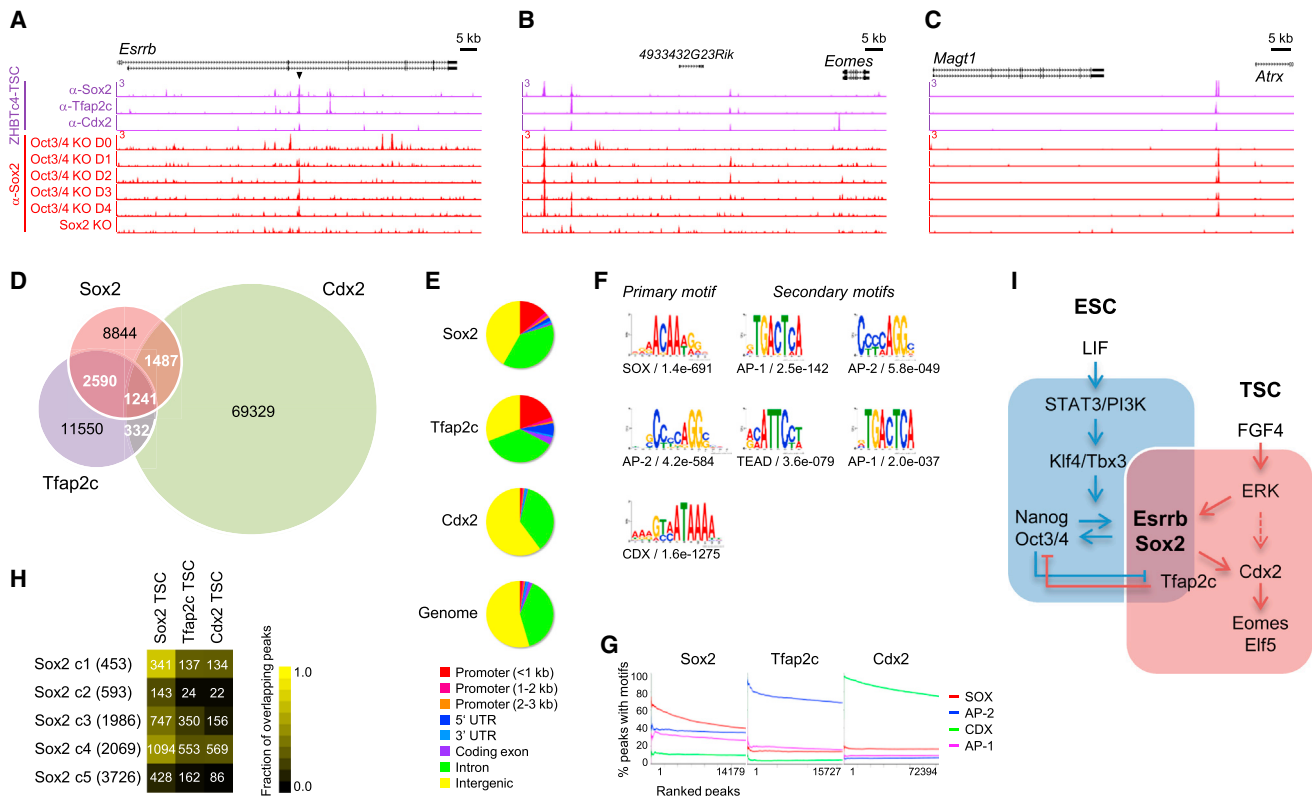 A
Esrrb
5 kb
ZHBTc4-TSC
3
α-Sox2
α-Tfap2c
α-Cdx2
α-Sox2
3
Oct3/4 KO D0
Oct3/4 KO D1
Oct3/4 KO D2
Oct3/4 KO D3
Oct3/4 KO D4
Sox2 KO
B
5 kb
4933432G23Rik
Eomes
3
3
C
5 kb
Magt1
Atrx
3
3
D
Sox2
Cdx2
8844
1487
2590
1241
69329
11550
332
Tfap2c
E
Sox2
Tfap2c
Cdx2
Genome
Promoter (<1 kb)
Promoter (1-2 kb)
Promoter (2-3 kb)
5' UTR
3' UTR
Coding exon
Intron
Intergenic
F
Primary motif
Secondary motifs
SOX / 1.4e-691
AP-1 / 2.5e-142
AP-2 / 5.8e-049
AP-2 / 4.2e-584
TEAD / 3.6e-079
AP-1 / 2.0e-037
CDX / 1.6e-1275
G
Sox2
Tfap2c
Cdx2
% peaks with motifs
100
80
60
40
20
0
1
14179
1
15727
1
72394
Ranked peaks
SOX
AP-2
CDX
AP-1
H
Sox2 TSC
Tfap2c TSC
Cdx2 TSC
Sox2 c1 (453)
341
137
134
Sox2 c2 (593)
143
24
22
Sox2 c3 (1986)
747
350
156
Sox2 c4 (2069)
1094
553
569
Sox2 c5 (3726)
428
162
86
Fraction of overlapping peaks
1.0
0.0
I
ESC
LIF
STAT3/PI3K
Klf4/Tbx3
Nanog
Oct3/4
Esrrb
Sox2
Tfap2c
TSC
FGF4
ERK
Cdx2
Eomes
Elf5